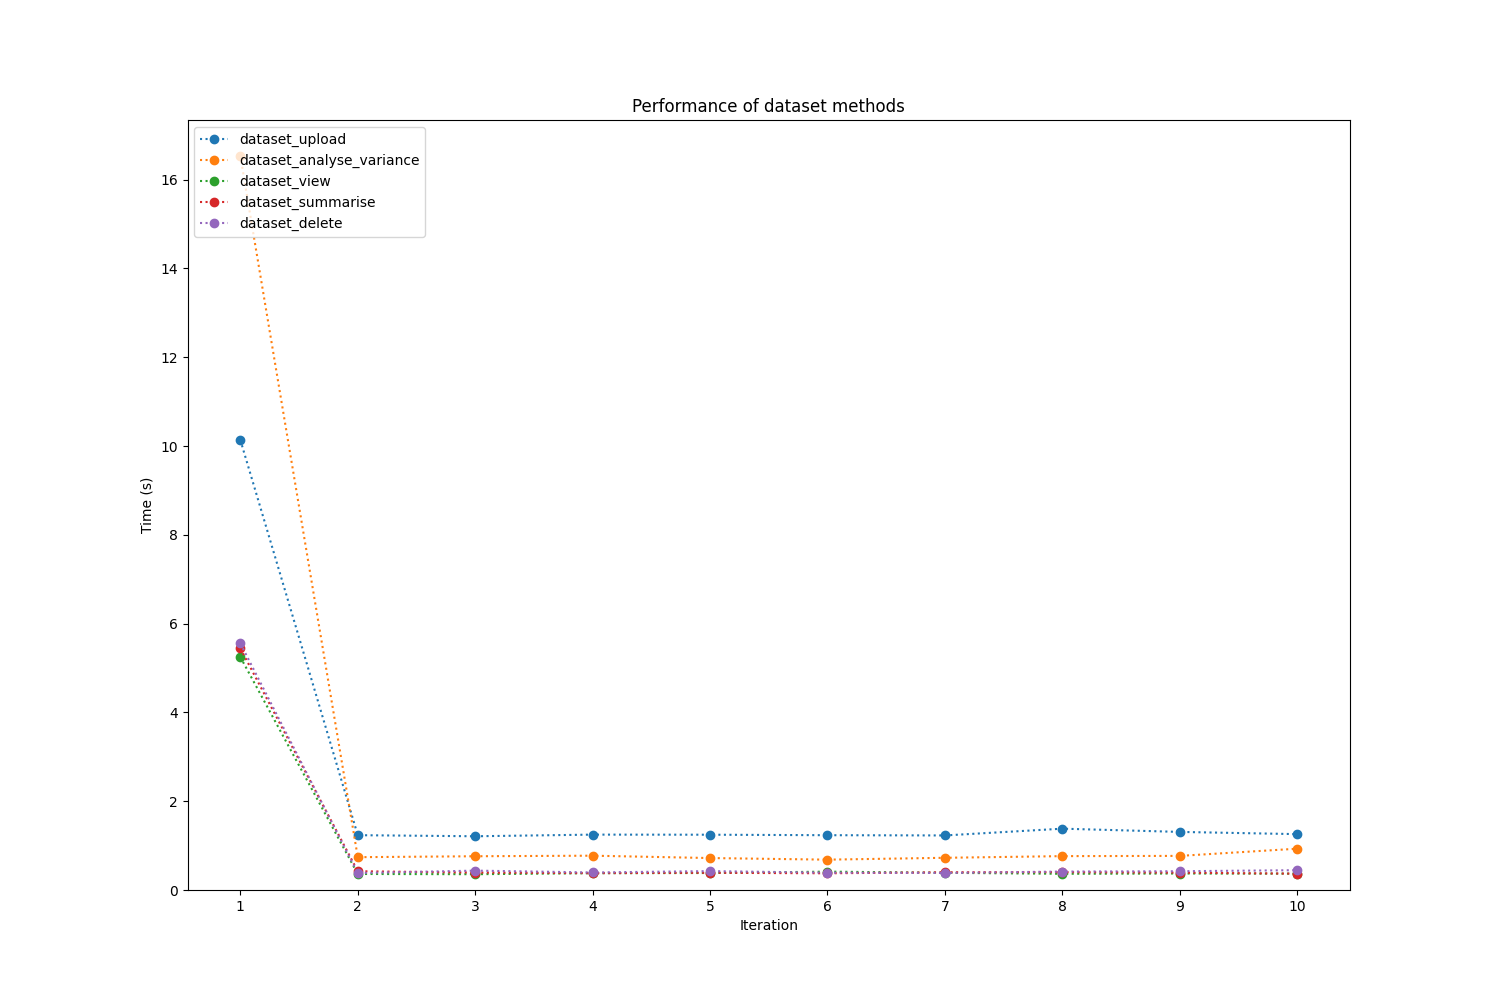 Performance of dataset methods
dataset_upload
dataset_analyse_variance
dataset_view
dataset_summarise
dataset_delete
16
14
12
10
8
6
4
2
0
Time (s)
1 2 3 4 5 6 7 8 9 10
Iteration